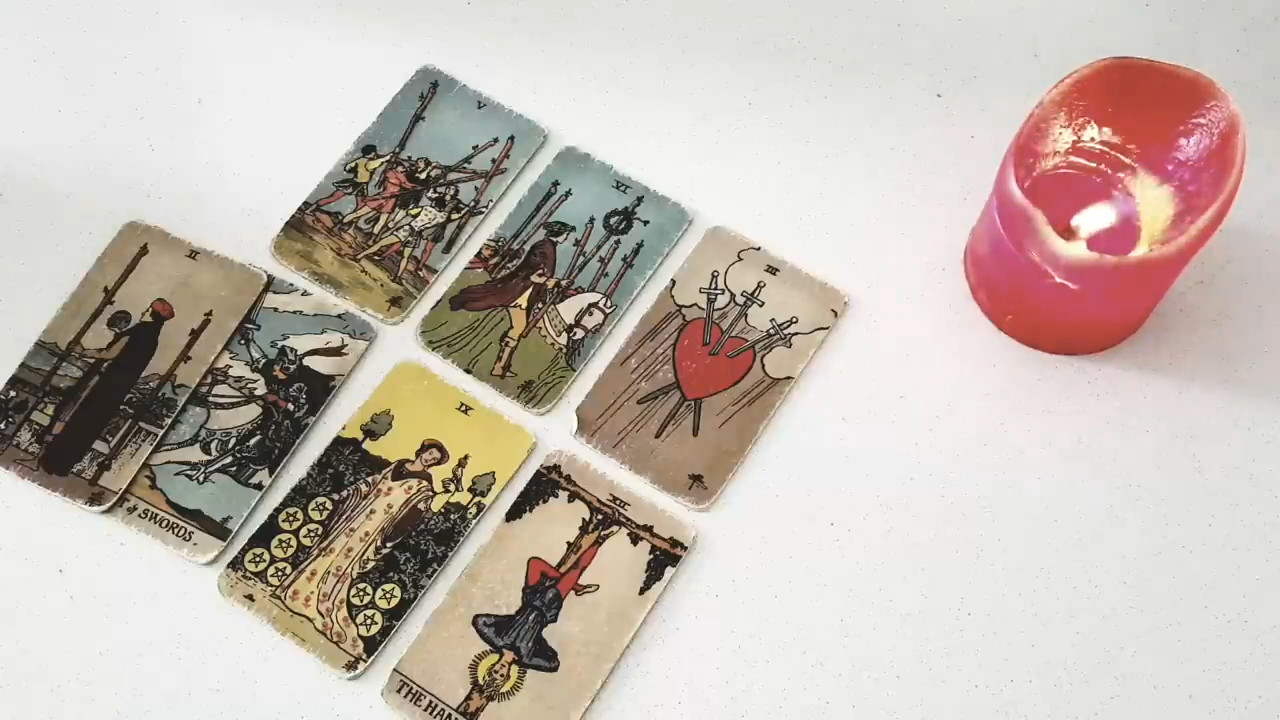 V
VI
III
II
T of SWORDS.
IX
XII
THE HAN